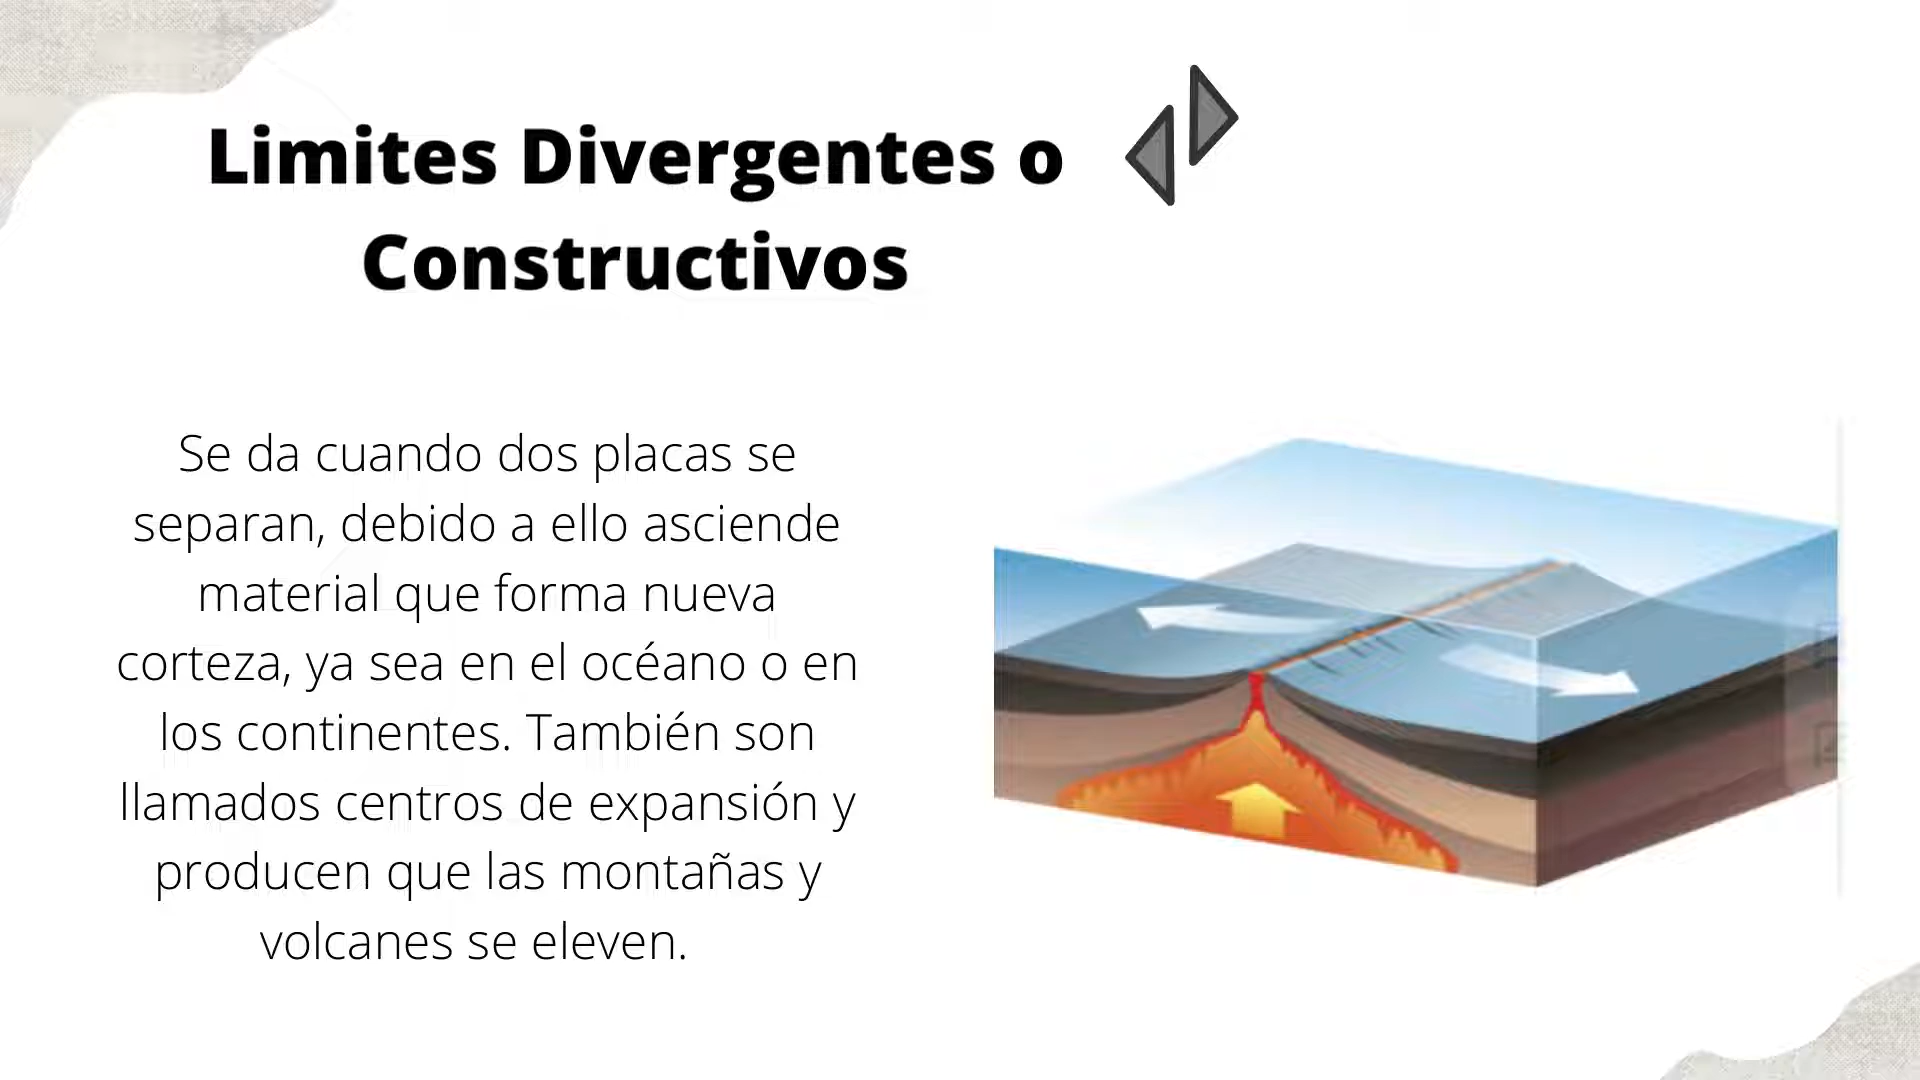 Limites Divergentes o
Constructivos
Se da cuando dos placas se
separan, debido a ello asciende
material que forma nueva
corteza, ya sea en el océano o en
los continentes. También son
llamados centros de expansión y
producen que las montañas y
volcanes se eleven.